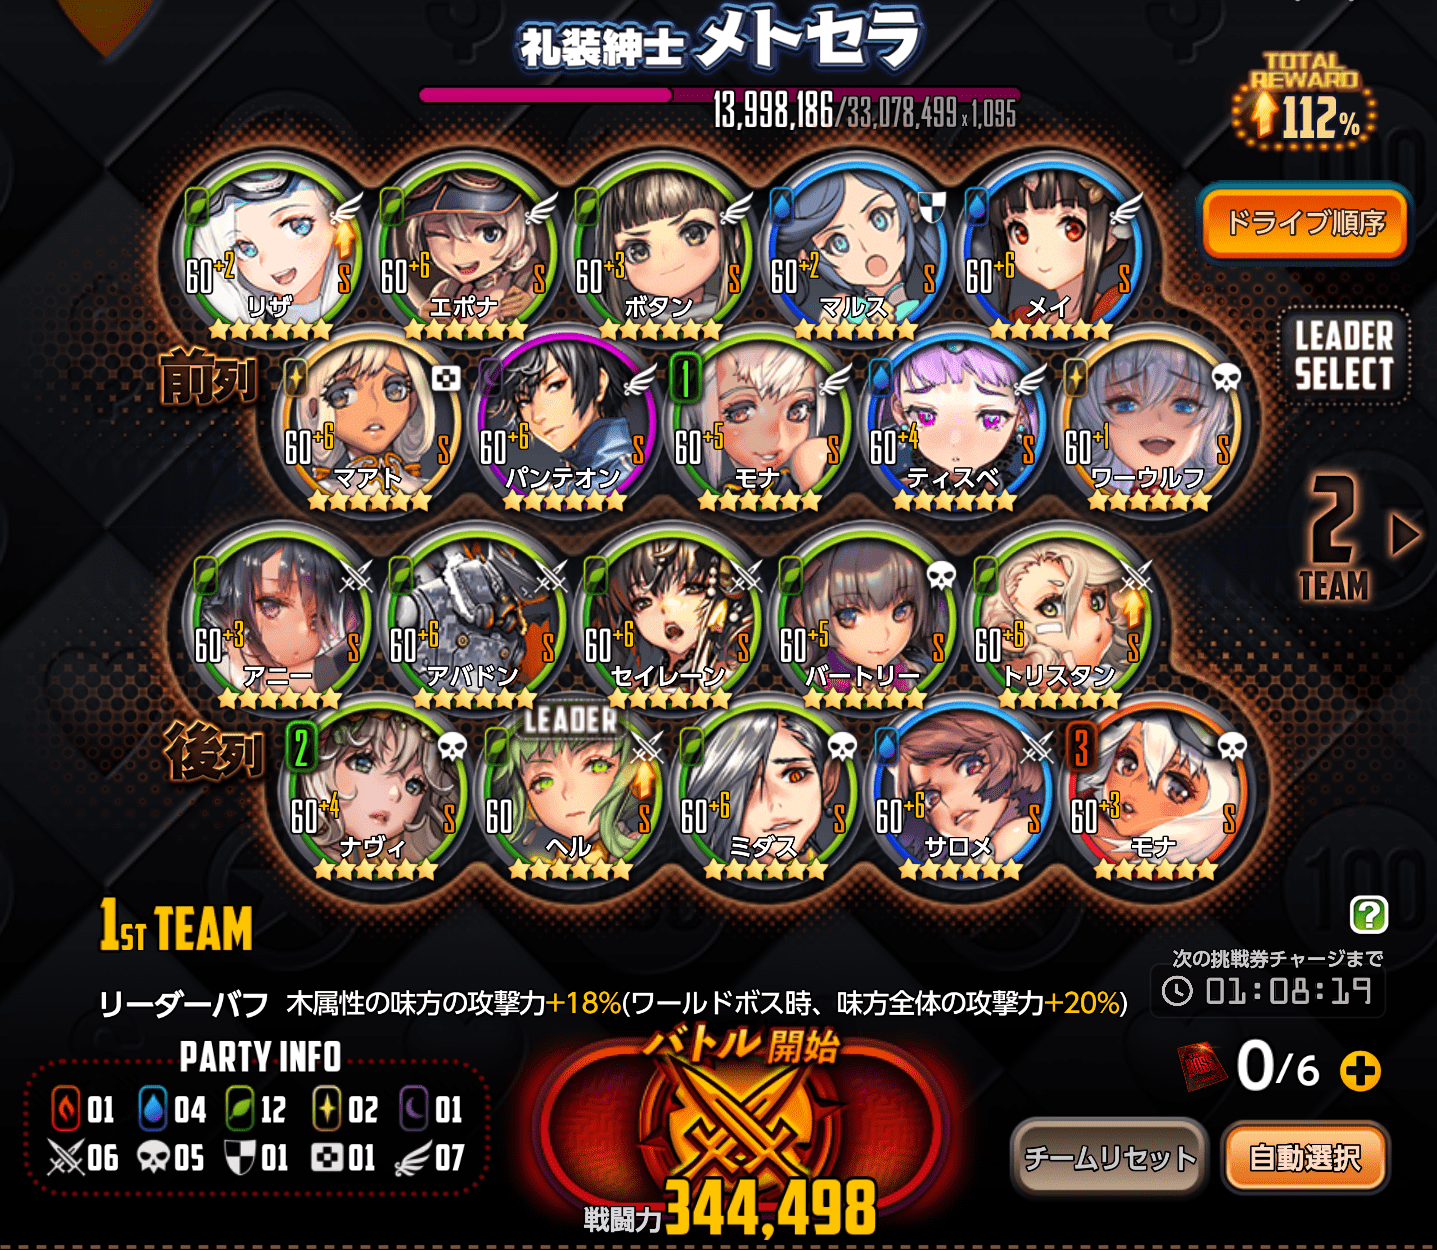 礼装紳士 メトセラ
13,998,186/33,078,499 x 1,095
TOTAL
REWARD
112%
ドライブ順序
60+2 S
リザ
60+6 S
エポナ
60+3 S
ボタン
60+2 S
マルス
60+6 S
メイ
LEADER
SELECT
前列
60+6 S
マアト
60+6 S
パンテオン
1
60+5 S
モナ
60+4 S
ティスベ
60+1 S
ワーウルフ
2
TEAM
60+3 S
アニー
60+6 S
アバドン
60+6 S
セイレーン
60+5 S
バートリー
60+6 S
トリスタン
後列
2
60+4 S
ナヴィ
LEADER
60 S
ヘル
60+6 S
ミダス
60+6 S
サロメ
3
60+3 S
モナ
100
1ST TEAM
?
次の挑戦券チャージまで
01:08:19
リーダーバフ 木属性の味方の攻撃力+18%(ワールドボス時、味方全体の攻撃力+20%)
PARTY INFO
01 04 12 02 01
06 05 01 01 07
バトル開始
戦闘力 344,498
BOSS
0/6
チームリセット
自動選択